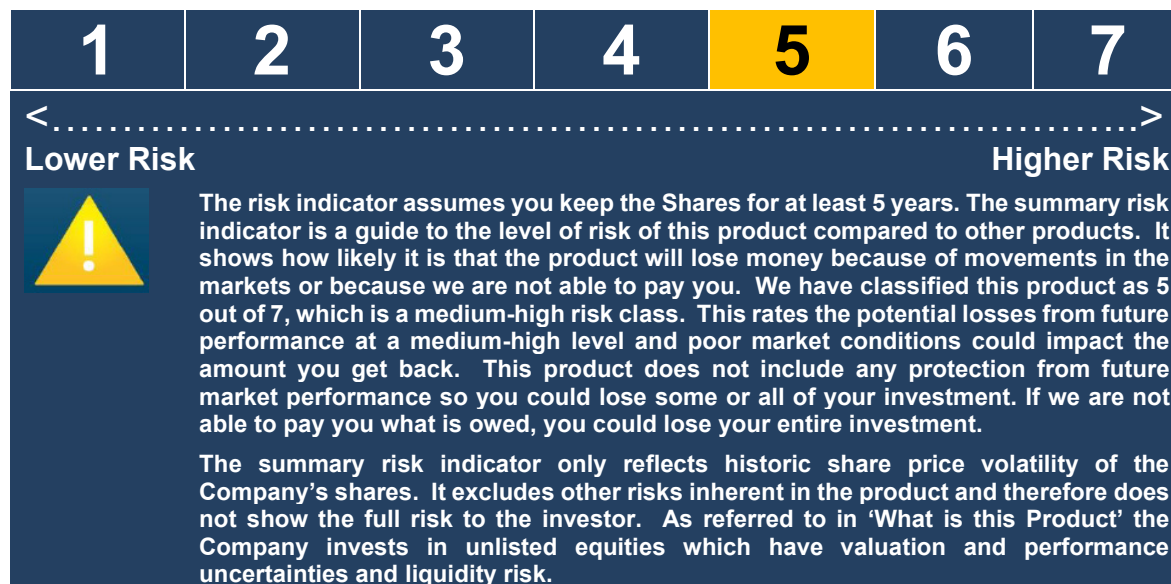 1 2 3 4 5 6 7
<............................................................................>
Lower Risk Higher Risk
!
The risk indicator assumes you keep the Shares for at least 5 years. The summary risk
indicator is a guide to the level of risk of this product compared to other products. It
shows how likely it is that the product will lose money because of movements in the
markets or because we are not able to pay you. We have classified this product as 5
out of 7, which is a medium-high risk class. This rates the potential losses from future
performance at a medium-high level and poor market conditions could impact the
amount you get back. This product does not include any protection from future
market performance so you could lose some or all of your investment. If we are not
able to pay you what is owed, you could lose your entire investment.
The summary risk indicator only reflects historic share price volatility of the
Company’s shares. It excludes other risks inherent in the product and therefore does
not show the full risk to the investor. As referred to in ‘What is this Product’ the
Company invests in unlisted equities which have valuation and performance
uncertainties and liquidity risk.